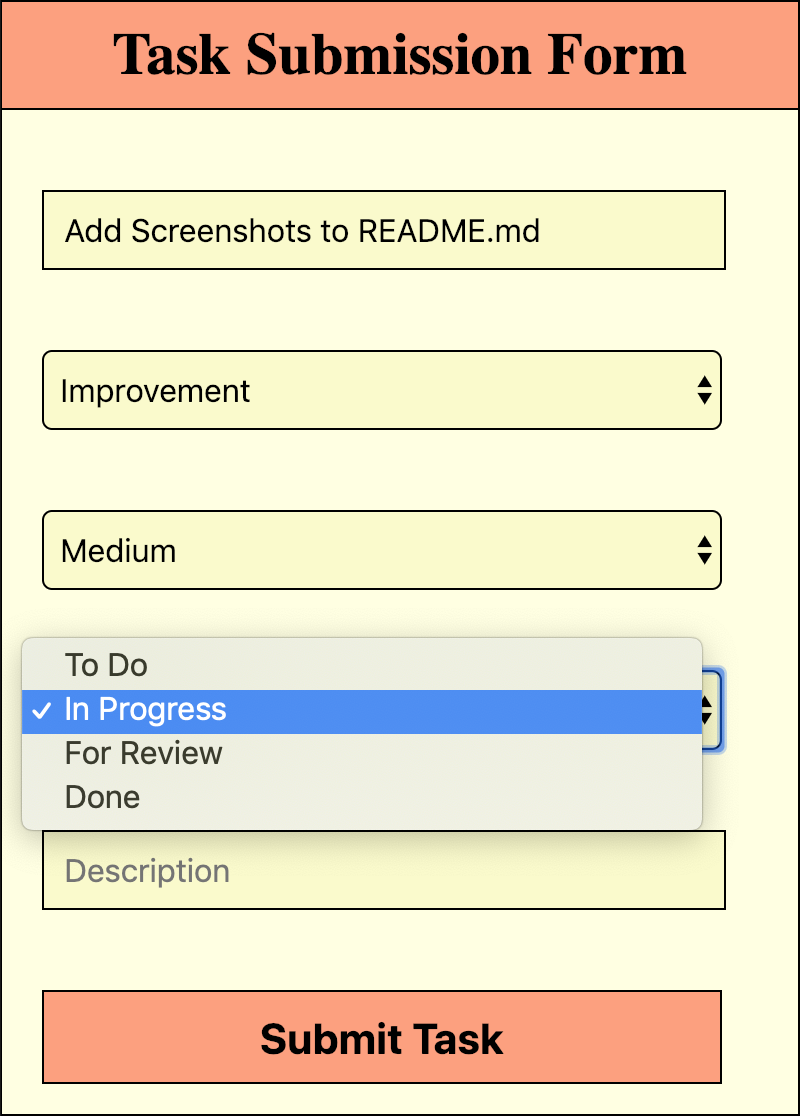 Task Submission Form
Add Screenshots to README.md
Improvement
Medium
To Do
In Progress
For Review
Done
Description
Submit Task